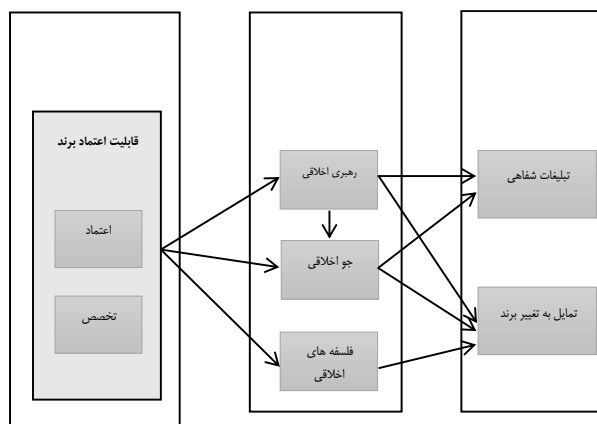 قابلیت اعتماد برند
اعتماد
تخصص
رهبری اخلاقی
جو اخلاقی
فلسفه های
اخلاقی
تبلیغات شفاهی
تمایل به تغییر برند